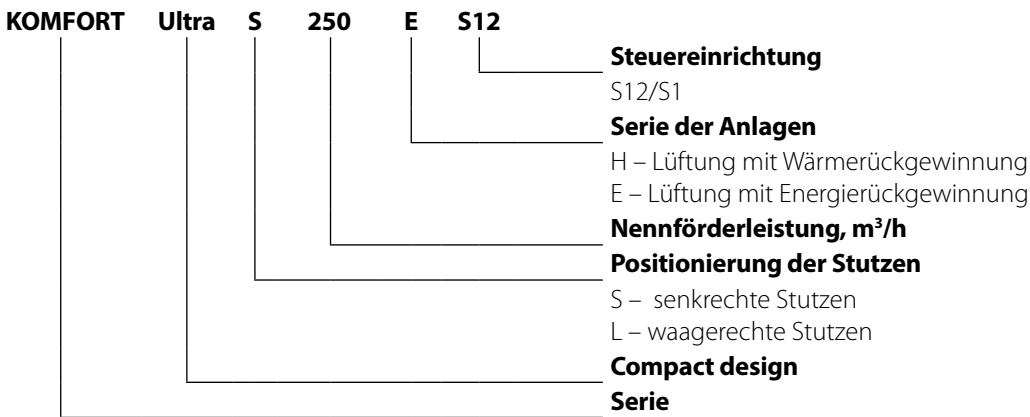 KOMFORT Ultra S 250 E S12
Steuereinrichtung
S12/S1
Serie der Anlagen
H – Lüftung mit Wärmerückgewinnung
E – Lüftung mit Energierückgewinnung
Nennförderleistung, m³/h
Positionierung der Stutzen
S – senkrechte Stutzen
L – waagerechte Stutzen
Compact design
Serie